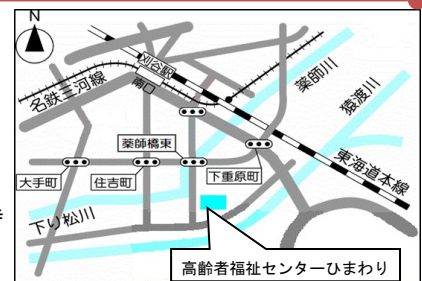 N
刈谷駅
南口
名鉄三河線
薬師川
猿渡川
薬師橋東
大手町
住吉町
下重原町
東海道本線
下り松川
高齢者福祉センターひまわり